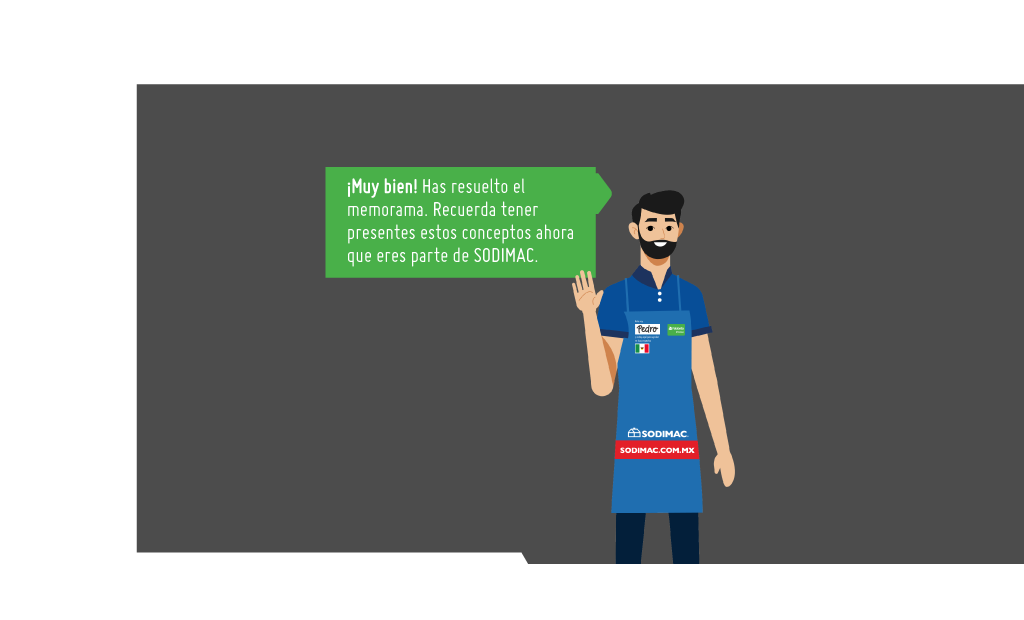 ¡Muy bien! Has resuelto el
memorama. Recuerda tener
presentes estos conceptos ahora
que eres parte de SODIMAC.
Pedro
SODIMAC
SODIMAC.COM.MX